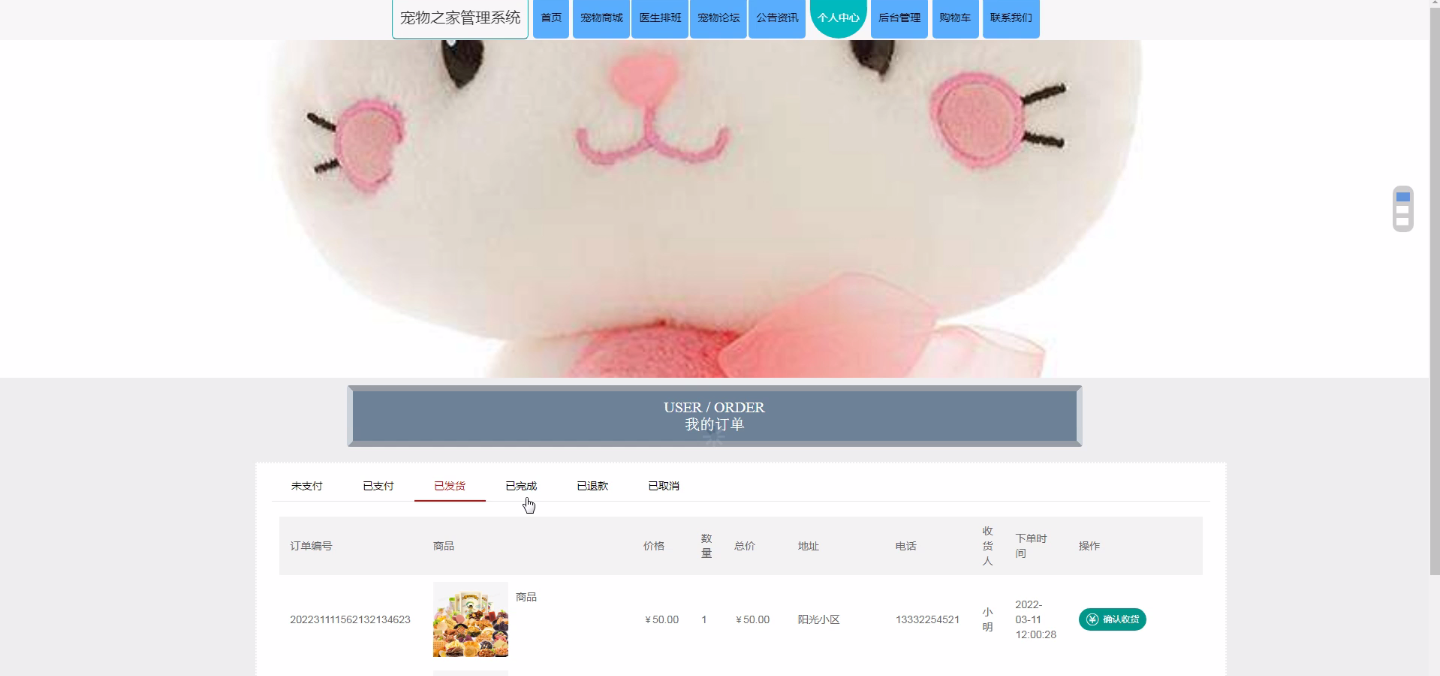 宠物之家管理系统
首页
宠物商城
医生排班
宠物论坛
公告资讯
个人中心
后台管理
购物车
联系我们
USER / ORDER
我的订单
未支付
已支付
已发货
已完成
已退款
已取消
订单编号
商品
价格
数量
总价
地址
电话
收货人
下单时间
操作
202231111562132134623
商品
￥50.00
1
￥50.00
阳光小区
13332254521
小明
2022-03-11 12:00:28
确认收货